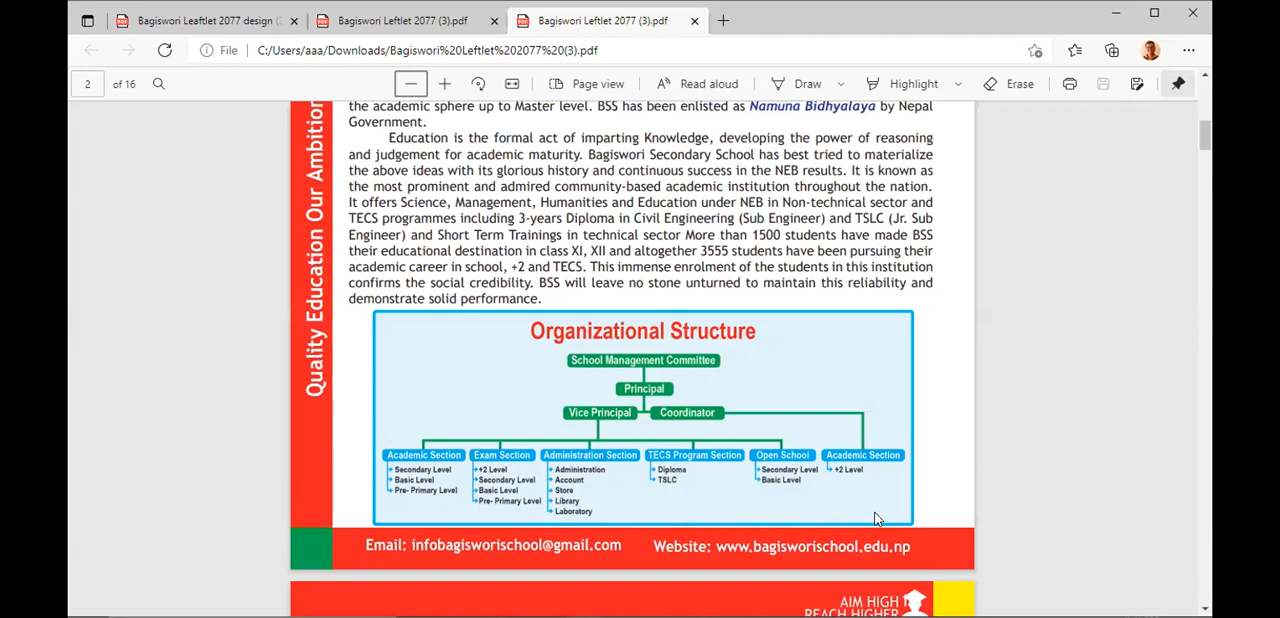 Bagiswori Leaftlet 2077 design (
Bagiswori Leftlet 2077 (3).pdf
Bagiswori Leftlet 2077 (3).pdf
File
C:/Users/aaa/Downloads/Bagiswori%20Leftlet%202077%20(3).pdf
2 of 16
Page view
Read aloud
Draw
Highlight
Erase
Quality Education Our Ambition
the academic sphere up to Master level. BSS has been enlisted as Namuna Bidhyalaya by Nepal
Government.
Education is the formal act of imparting Knowledge, developing the power of reasoning
and judgement for academic maturity. Bagiswori Secondary School has best tried to materialize
the above ideas with its glorious history and continuous success in the NEB results. It is known as
the most prominent and admired community-based academic institution throughout the nation.
It offers Science, Management, Humanities and Education under NEB in Non-technical sector and
TECS programmes including 3-years Diploma in Civil Engineering (Sub Engineer) and TSLC (Jr. Sub
Engineer) and Short Term Trainings in technical sector More than 1500 students have made BSS
their educational destination in class XI, XII and altogether 3555 students have been pursuing their
academic career in school, +2 and TECS. This immense enrolment of the students in this institution
confirms the social credibility. BSS will leave no stone unturned to maintain this reliability and
demonstrate solid performance.
Organizational Structure
School Management Committee
Principal
Vice Principal
Coordinator
Academic Section
Secondary Level
Basic Level
Pre- Primary Level
Exam Section
+2 Level
Secondary Level
Basic Level
Pre- Primary Level
Administration Section
Administration
Account
Store
Library
Laboratory
TECS Program Section
Diploma
TSLC
Open School
Secondary Level
Basic Level
Academic Section
+2 Level
Email: infobagisworischool@gmail.com
Website: www.bagisworischool.edu.np
AIM HIGH
REACH HIGHER